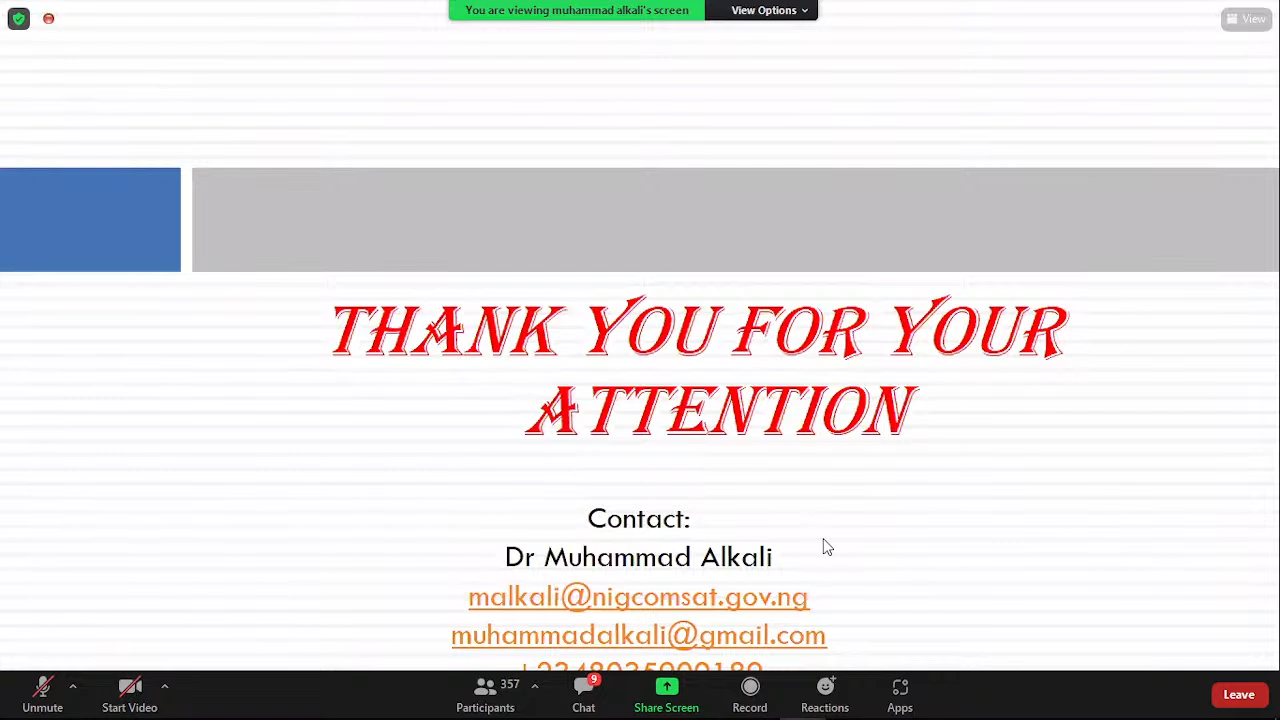 You are viewing muhammad alkali's screen
View Options
View
THANK YOU FOR YOUR
ATTENTION
Contact:
Dr Muhammad Alkali
malkali@nigcomsat.gov.ng
muhammadalkali@gmail.com
357
9
Unmute
Start Video
Participants
Chat
Share Screen
Record
Reactions
Apps
Leave